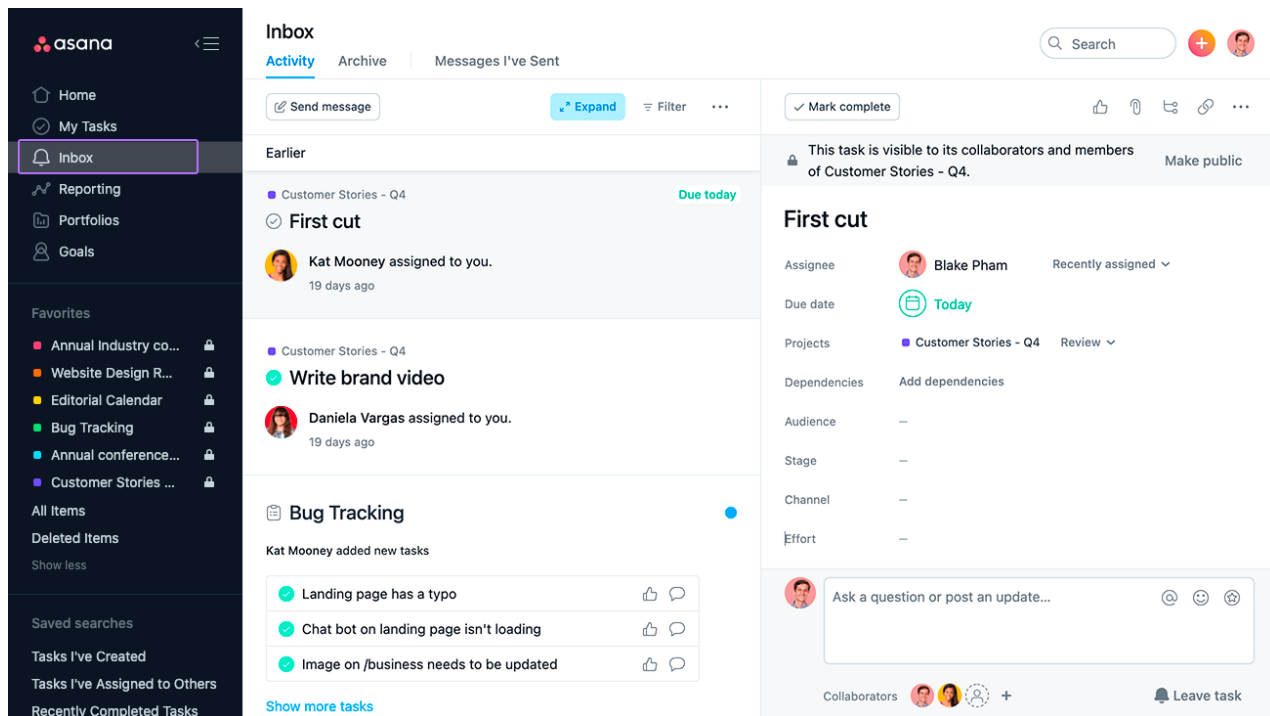 asana
Home
My Tasks
Inbox
Reporting
Portfolios
Goals
Favorites
Annual Industry co...
Website Design R...
Editorial Calendar
Bug Tracking
Annual conference...
Customer Stories ...
All Items
Deleted Items
Show less
Saved searches
Tasks I've Created
Tasks I've Assigned to Others
Recently Completed Tasks
Inbox
Activity Archive Messages I've Sent
Search
Send message Expand Filter
Earlier
Customer Stories - Q4 Due today
First cut
Kat Mooney assigned to you.
19 days ago
Customer Stories - Q4
Write brand video
Daniela Vargas assigned to you.
19 days ago
Bug Tracking
Kat Mooney added new tasks
Landing page has a typo
Chat bot on landing page isn't loading
Image on /business needs to be updated
Show more tasks
Mark complete
This task is visible to its collaborators and members
of Customer Stories - Q4.
Make public
First cut
Assignee Blake Pham Recently assigned
Due date Today
Projects Customer Stories - Q4 Review
Dependencies Add dependencies
Audience —
Stage —
Channel —
Effort —
Ask a question or post an update...
Collaborators Leave task